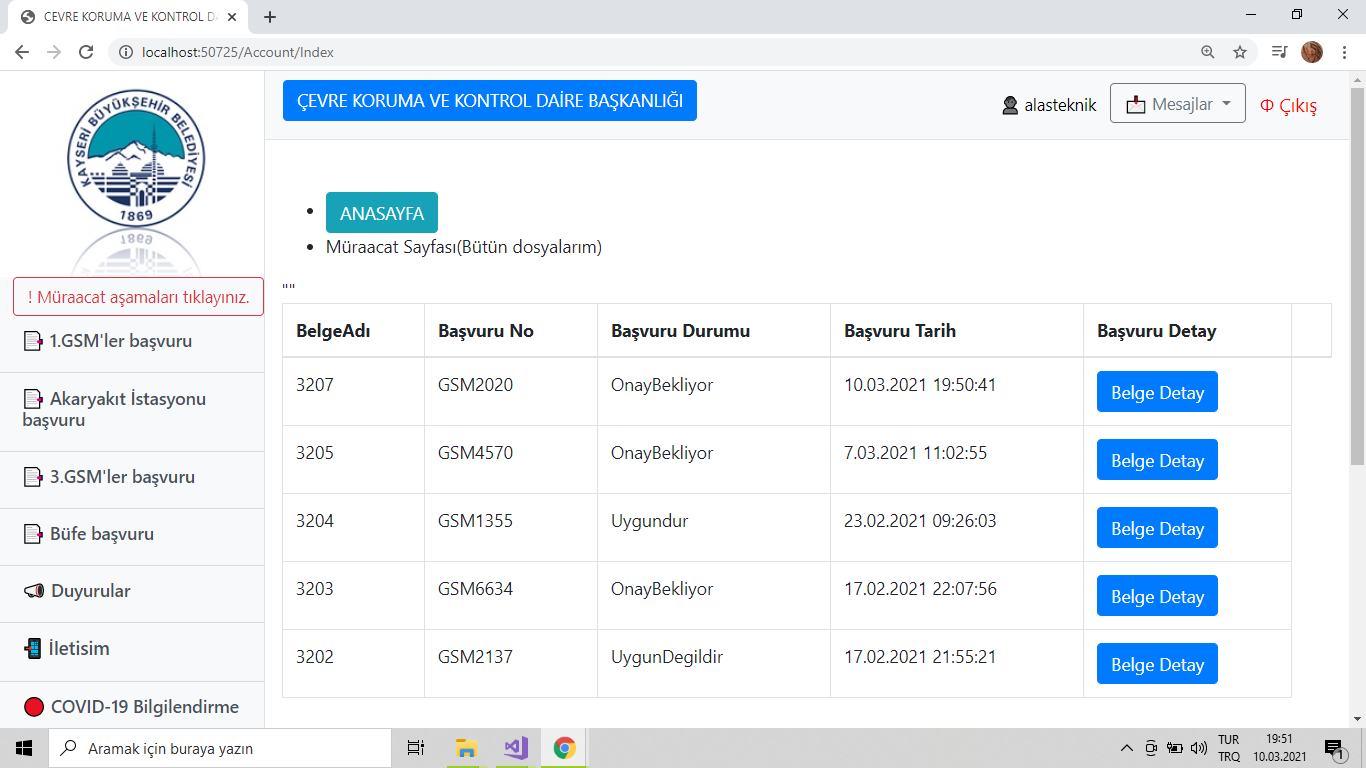 CEVRE KORUMA VE KONTROL D
localhost:50725/Account/Index
KAYSERİ BÜYÜKŞEHİR BELEDİYESİ
1869
ÇEVRE KORUMA VE KONTROL DAİRE BAŞKANLIĞI
alasteknik
Mesajlar
Çıkış
ANASAYFA
Müraacat Sayfası(Bütün dosyalarım)
""
! Müraacat aşamaları tıklayınız.
1.GSM'ler başvuru
Akaryakıt İstasyonu
başvuru
3.GSM'ler başvuru
Büfe başvuru
Duyurular
İletisim
COVID-19 Bilgilendirme
BelgeAdı Başvuru No Başvuru Durumu Başvuru Tarih Başvuru Detay
3207 GSM2020 OnayBekliyor 10.03.2021 19:50:41 Belge Detay
3205 GSM4570 OnayBekliyor 7.03.2021 11:02:55 Belge Detay
3204 GSM1355 Uygundur 23.02.2021 09:26:03 Belge Detay
3203 GSM6634 OnayBekliyor 17.02.2021 22:07:56 Belge Detay
3202 GSM2137 UygunDegildir 17.02.2021 21:55:21 Belge Detay
Aramak için buraya yazın
TUR
TRQ
19:51
10.03.2021
1